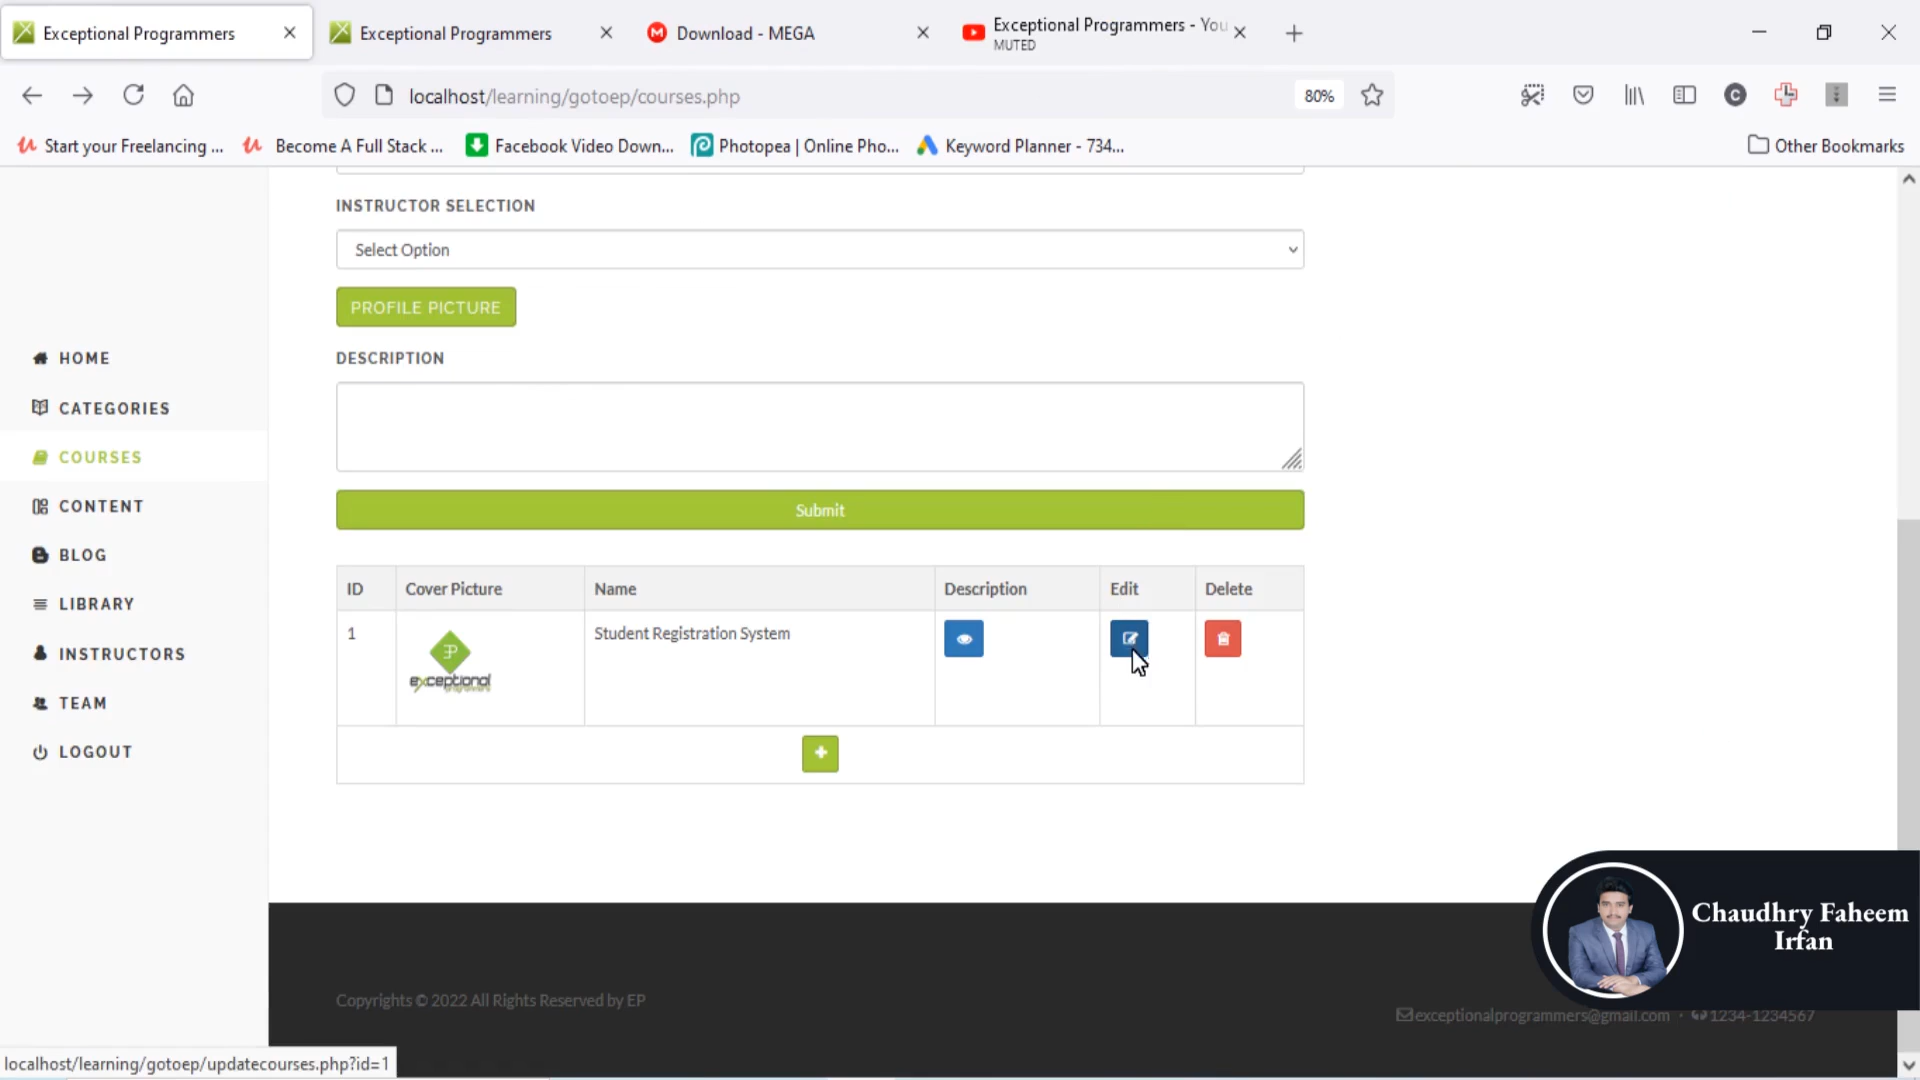 Exceptional Programmers
Exceptional Programmers
Download - MEGA
Exceptional Programmers - You
MUTED
localhost/learning/gotoep/courses.php
80%
Start your Freelancing ...
Become A Full Stack ...
Facebook Video Down...
Photopea | Online Pho...
Keyword Planner - 734...
Other Bookmarks
INSTRUCTOR SELECTION
Select Option
PROFILE PICTURE
DESCRIPTION
Submit
HOME
CATEGORIES
COURSES
CONTENT
BLOG
LIBRARY
INSTRUCTORS
TEAM
LOGOUT
ID Cover Picture Name Description Edit Delete
1 Student Registration System
exceptional
Chaudhry Faheem
Irfan
Copyrights © 2022 All Rights Reserved by EP
exceptionalprogrammers@gmail.com · 1234-1234567
localhost/learning/gotoep/updatecourses.php?id=1